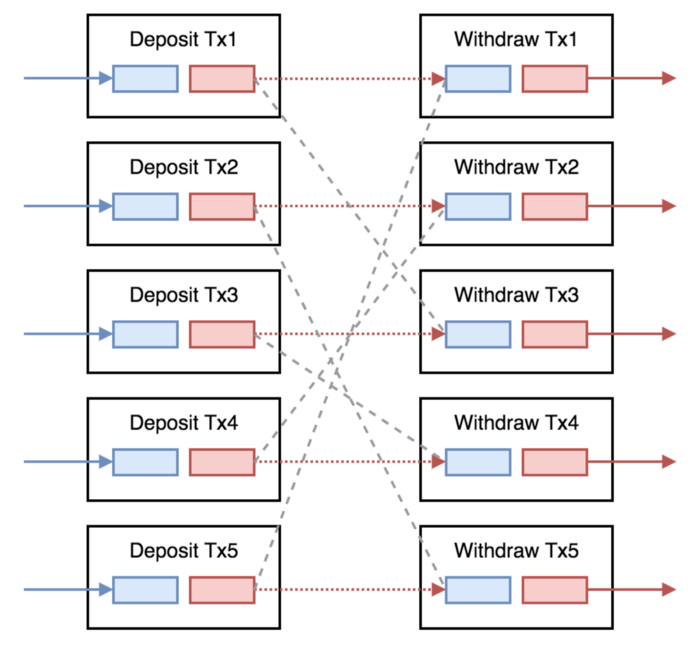 Deposit Tx1
Withdraw Tx1
Deposit Tx2
Withdraw Tx2
Deposit Tx3
Withdraw Tx3
Deposit Tx4
Withdraw Tx4
Deposit Tx5
Withdraw Tx5